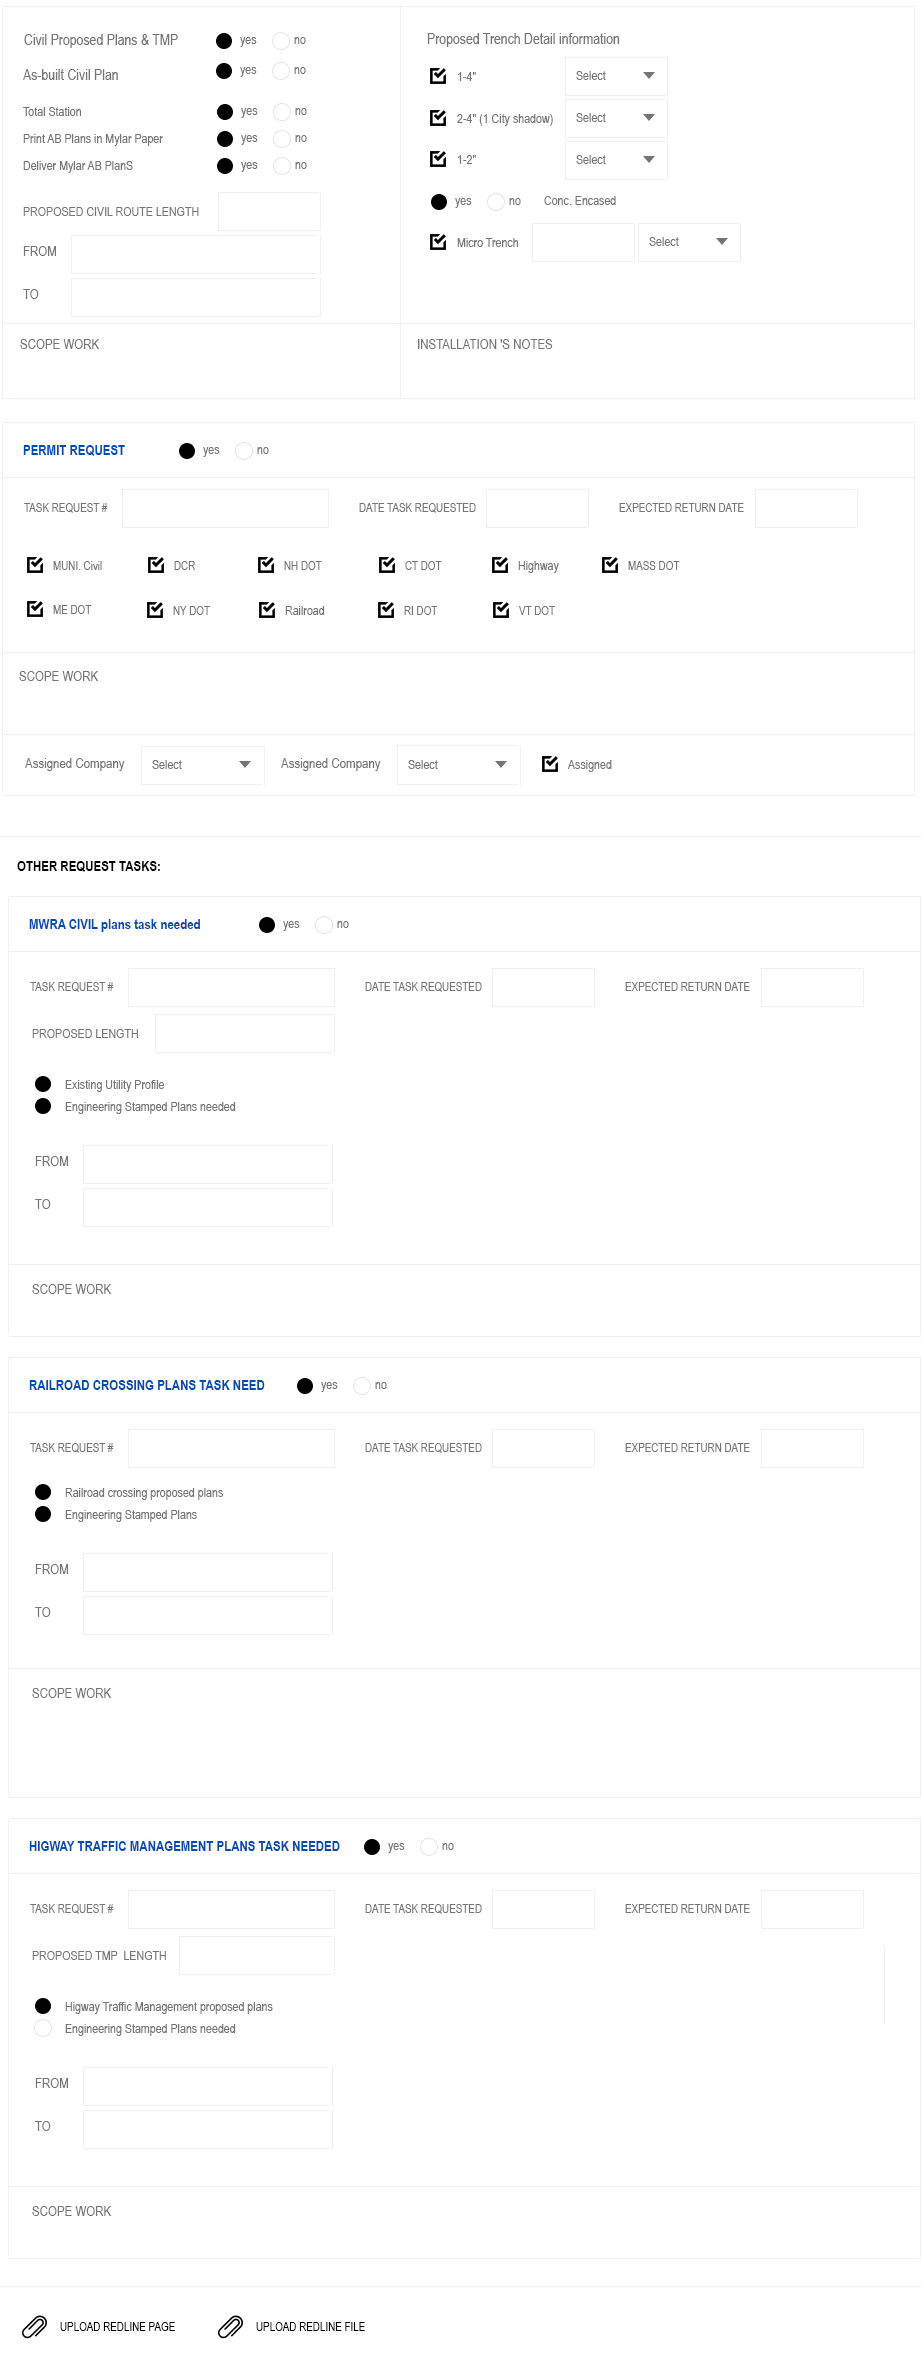 Civil Proposed Plans & TMP yes no
As-built Civil Plan yes no
Total Station yes no
Print AB Plans in Mylar Paper yes no
Deliver Mylar AB PlanS yes no
PROPOSED CIVIL ROUTE LENGTH
FROM
TO
Proposed Trench Detail information
1-4" Select
2-4" (1 City shadow) Select
1-2" Select
yes no Conc. Encased
Micro Trench Select
SCOPE WORK
INSTALLATION 'S NOTES
PERMIT REQUEST yes no
TASK REQUEST # DATE TASK REQUESTED EXPECTED RETURN DATE
MUNI. Civil DCR NH DOT CT DOT Highway MASS DOT
ME DOT NY DOT Railroad RI DOT VT DOT
SCOPE WORK
Assigned Company Select Assigned Company Select Assigned
OTHER REQUEST TASKS:
MWRA CIVIL plans task needed yes no
TASK REQUEST # DATE TASK REQUESTED EXPECTED RETURN DATE
PROPOSED LENGTH
Existing Utility Profile
Engineering Stamped Plans needed
FROM
TO
SCOPE WORK
RAILROAD CROSSING PLANS TASK NEED yes no
TASK REQUEST # DATE TASK REQUESTED EXPECTED RETURN DATE
Railroad crossing proposed plans
Engineering Stamped Plans
FROM
TO
SCOPE WORK
HIGWAY TRAFFIC MANAGEMENT PLANS TASK NEEDED yes no
TASK REQUEST # DATE TASK REQUESTED EXPECTED RETURN DATE
PROPOSED TMP LENGTH
Higway Traffic Management proposed plans
Engineering Stamped Plans needed
FROM
TO
SCOPE WORK
UPLOAD REDLINE PAGE UPLOAD REDLINE FILE